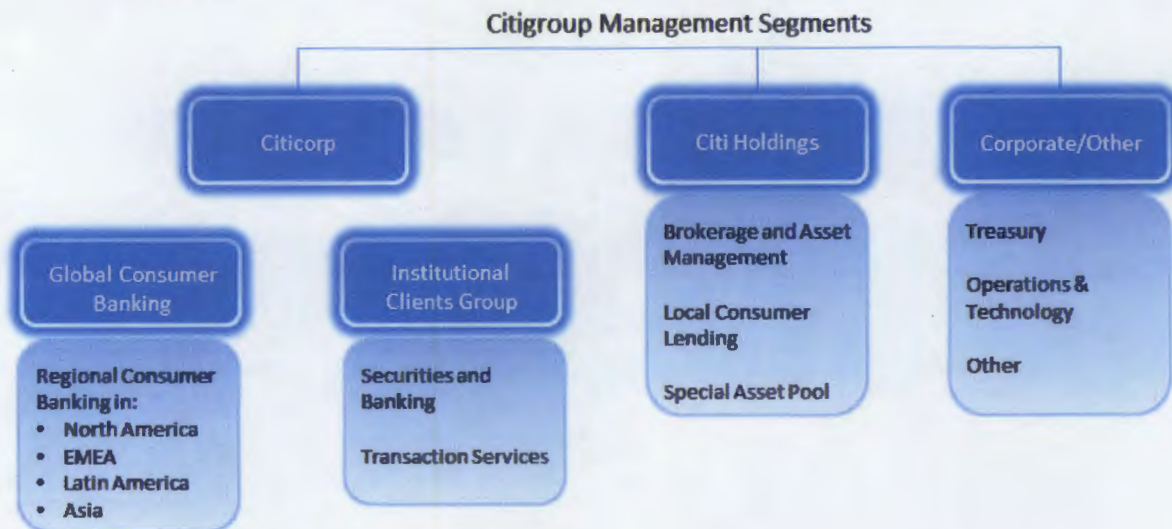 Citigroup Management Segments
Citicorp
Citi Holdings
Corporate/Other
Global Consumer
Banking
Institutional
Clients Group
Regional Consumer
Banking in:
• North America
• EMEA
• Latin America
• Asia
Securities and
Banking
Transaction Services
Brokerage and Asset
Management
Local Consumer
Lending
Special Asset Pool
Treasury
Operations &
Technology
Other